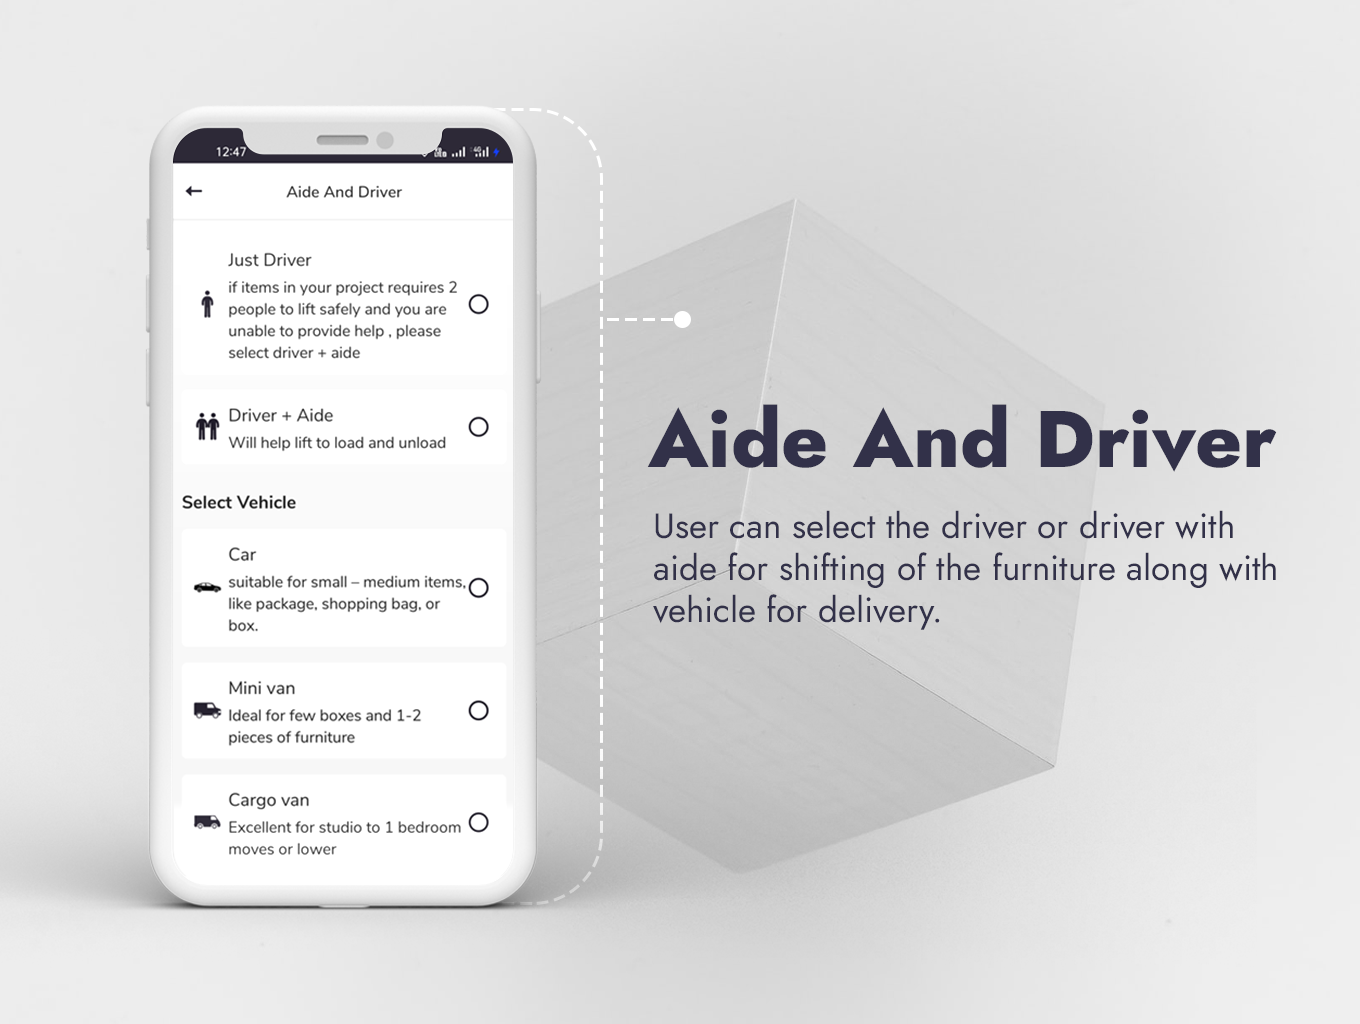 12:47
4G
Aide And Driver
Just Driver
if items in your project requires 2
people to lift safely and you are
unable to provide help , please
select driver + aide
Driver + Aide
Will help lift to load and unload
Select Vehicle
Car
suitable for small – medium items,
like package, shopping bag, or
box.
Mini van
Ideal for few boxes and 1-2
pieces of furniture
Cargo van
Excellent for studio to 1 bedroom
moves or lower
Aide And Driver
User can select the driver or driver with
aide for shifting of the furniture along with
vehicle for delivery.